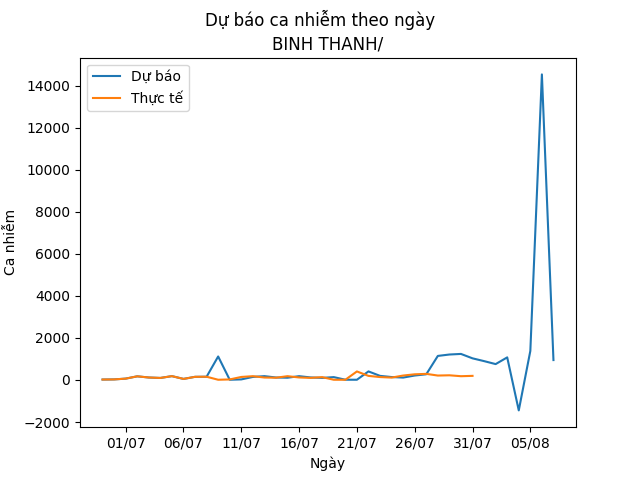 Dự báo ca nhiễm theo ngày
BINH THANH/
Dự báo
Thực tế
Ca nhiễm
14000
12000
10000
8000
6000
4000
2000
0
−2000
01/07 06/07 11/07 16/07 21/07 26/07 31/07 05/08
Ngày